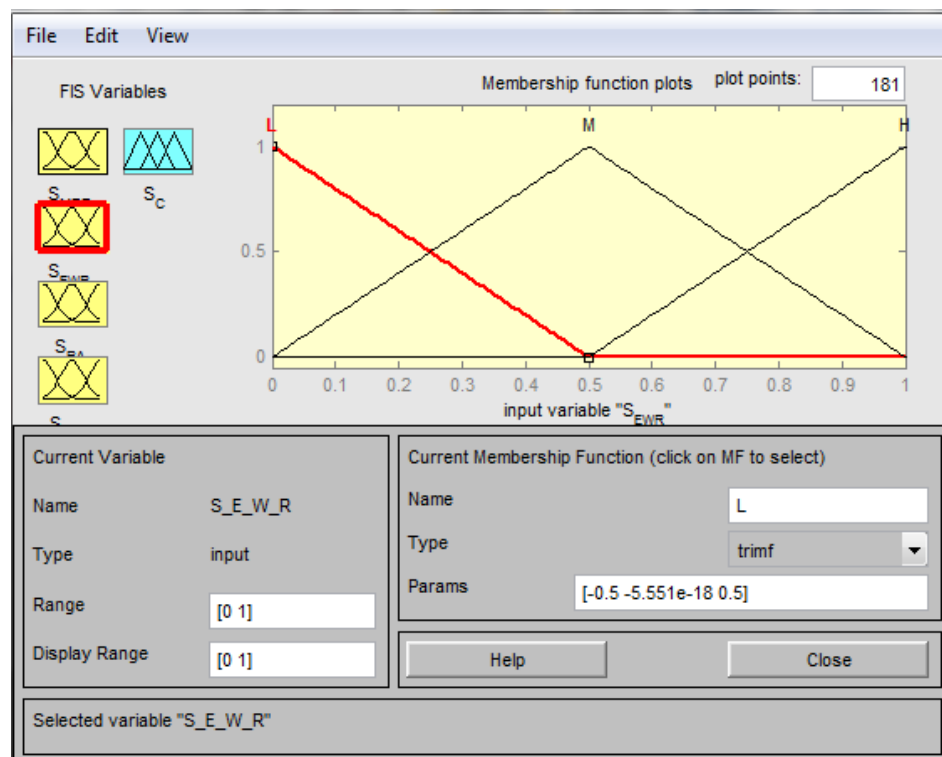 File Edit View
FIS Variables
Membership function plots plot points: 181
L M H
1
S_C
0.5
S_EWR
0
0 0.1 0.2 0.3 0.4 0.5 0.6 0.7 0.8 0.9 1
input variable "S_EWR"
Current Variable
Name S_E_W_R
Type input
Range [0 1]
Display Range [0 1]
Current Membership Function (click on MF to select)
Name L
Type trimf
Params [-0.5 -5.551e-18 0.5]
Help Close
Selected variable "S_E_W_R"